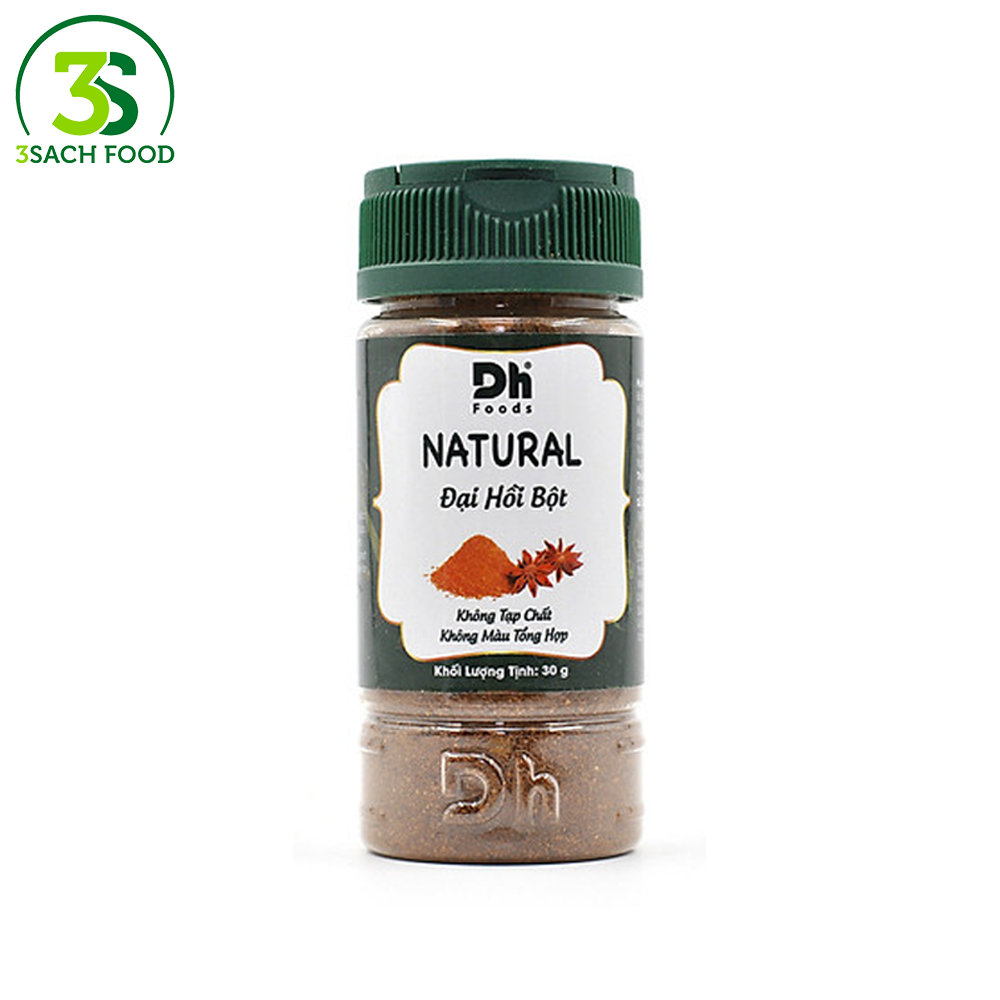 3S
3SACH FOOD
Dh®
Foods
NATURAL
Đại Hồi Bột
Không Tạp Chất
Không Màu Tổng Hợp
Khối Lượng Tịnh: 30 g
Dh